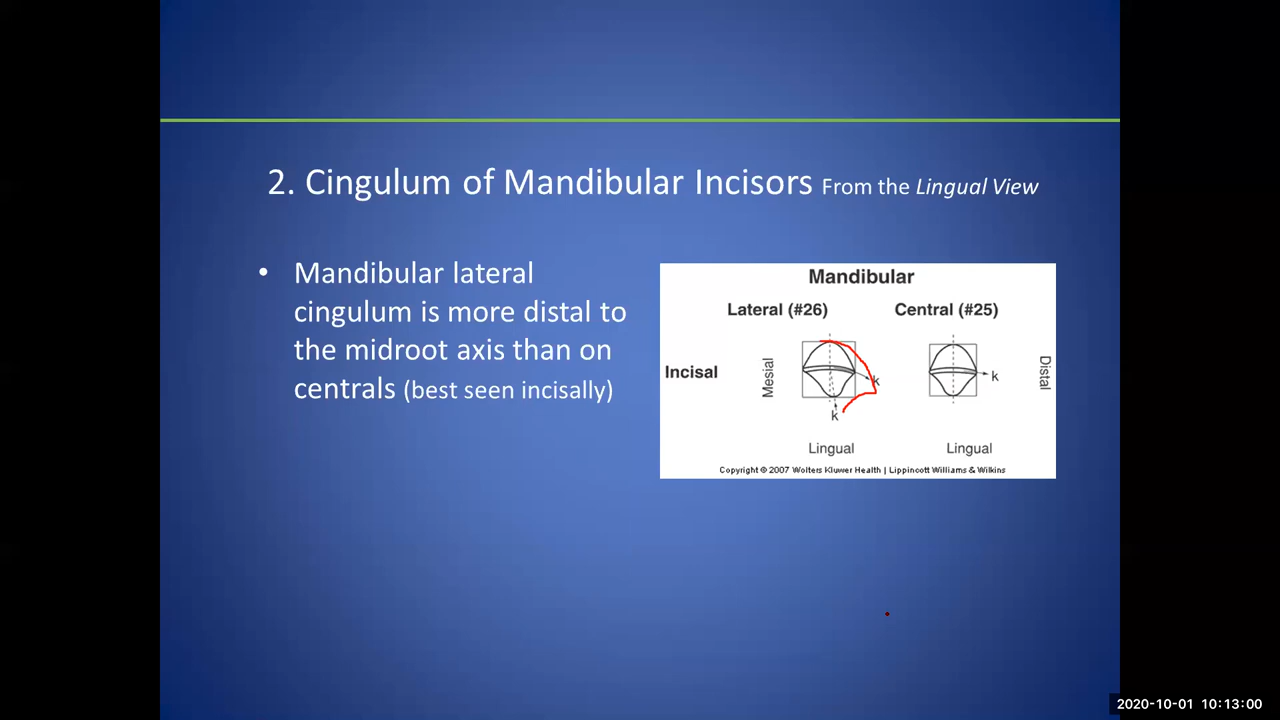 2. Cingulum of Mandibular Incisors From the Lingual View
• Mandibular lateral
cingulum is more distal to
the midroot axis than on
centrals (best seen incisally)
Mandibular
Lateral (#26) Central (#25)
Incisal
Mesial
k
k
k
Distal
Lingual Lingual
Copyright © 2007 Wolters Kluwer Health | Lippincott Williams & Wilkins
2020-10-01 10:13:00